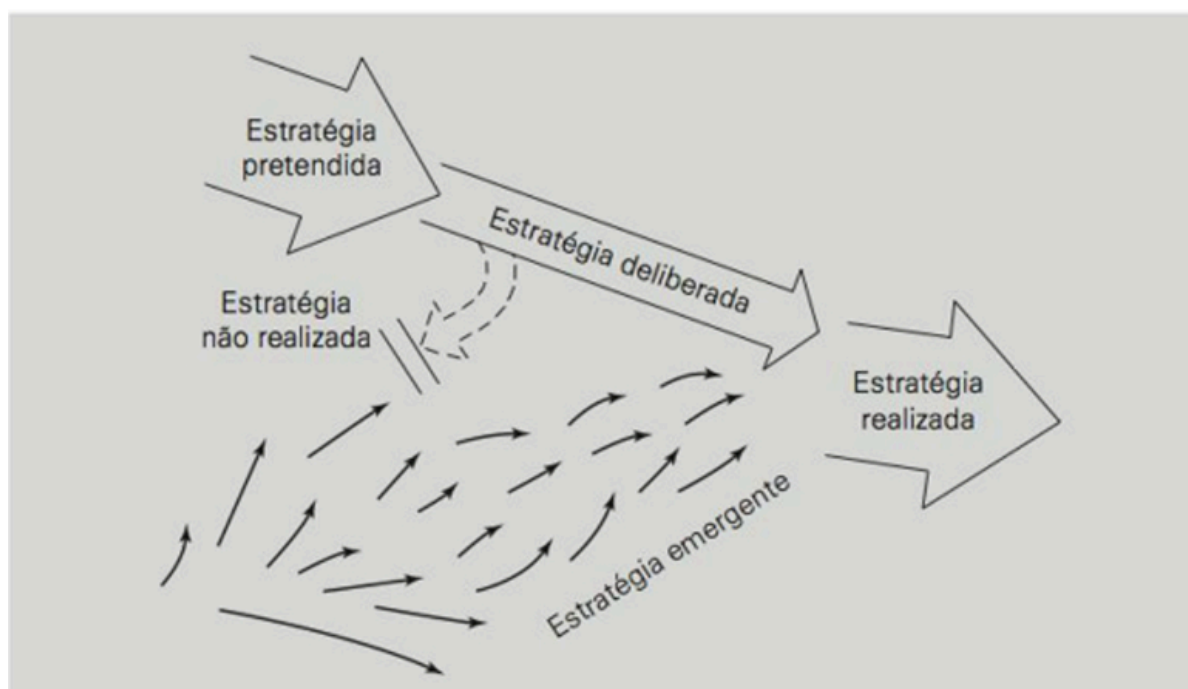 Estratégia
pretendida
Estratégia deliberada
Estratégia
não realizada
Estratégia
realizada
Estratégia emergente